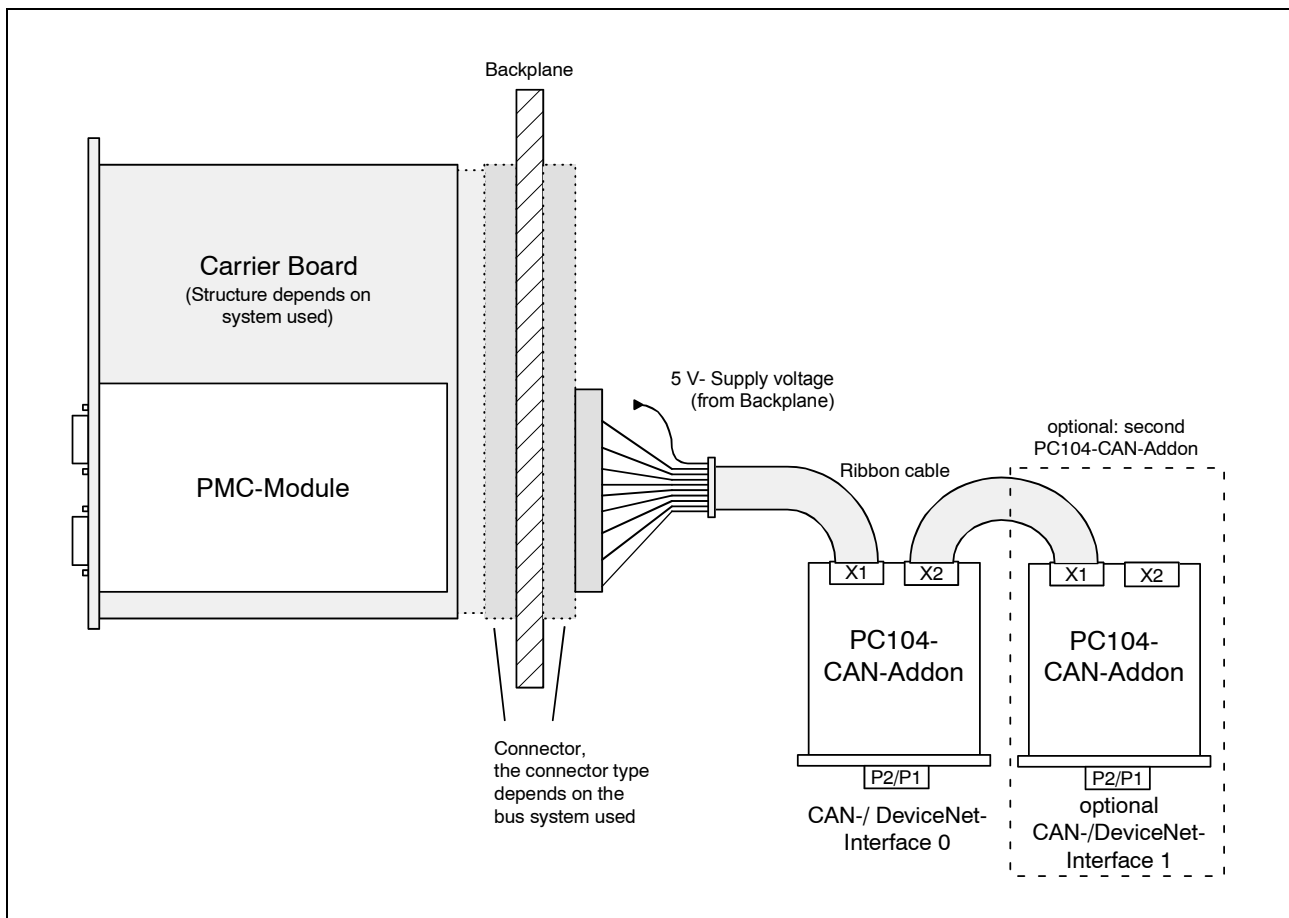 Backplane
Carrier Board
(Structure depends on
system used)
5 V- Supply voltage
(from Backplane)
optional: second
PC104-CAN-Addon
Ribbon cable
PMC-Module
X1
X2
X1
X2
PC104-
CAN-Addon
PC104-
CAN-Addon
Connector,
the connector type
depends on the
bus system used
P2/P1
CAN-/ DeviceNet-
Interface 0
P2/P1
optional
CAN-/DeviceNet-
Interface 1